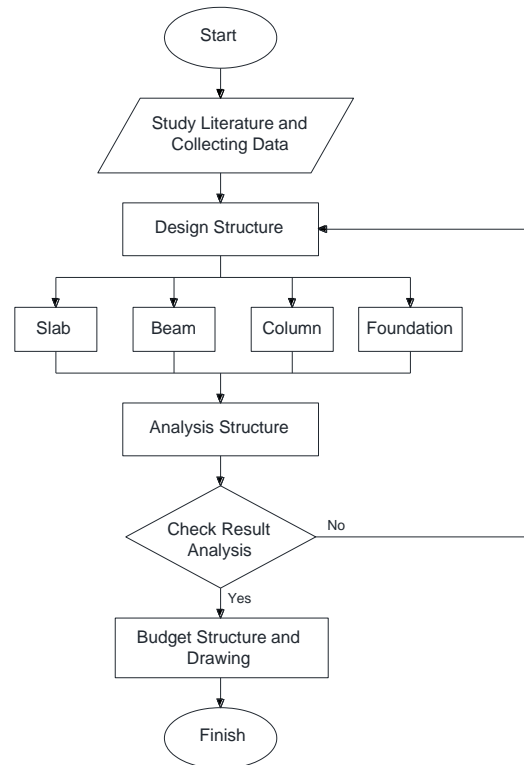 Start
Study Literature and
Collecting Data
Design Structure
Slab
Beam
Column
Foundation
Analysis Structure
Check Result
Analysis
No
Yes
Budget Structure and
Drawing
Finish